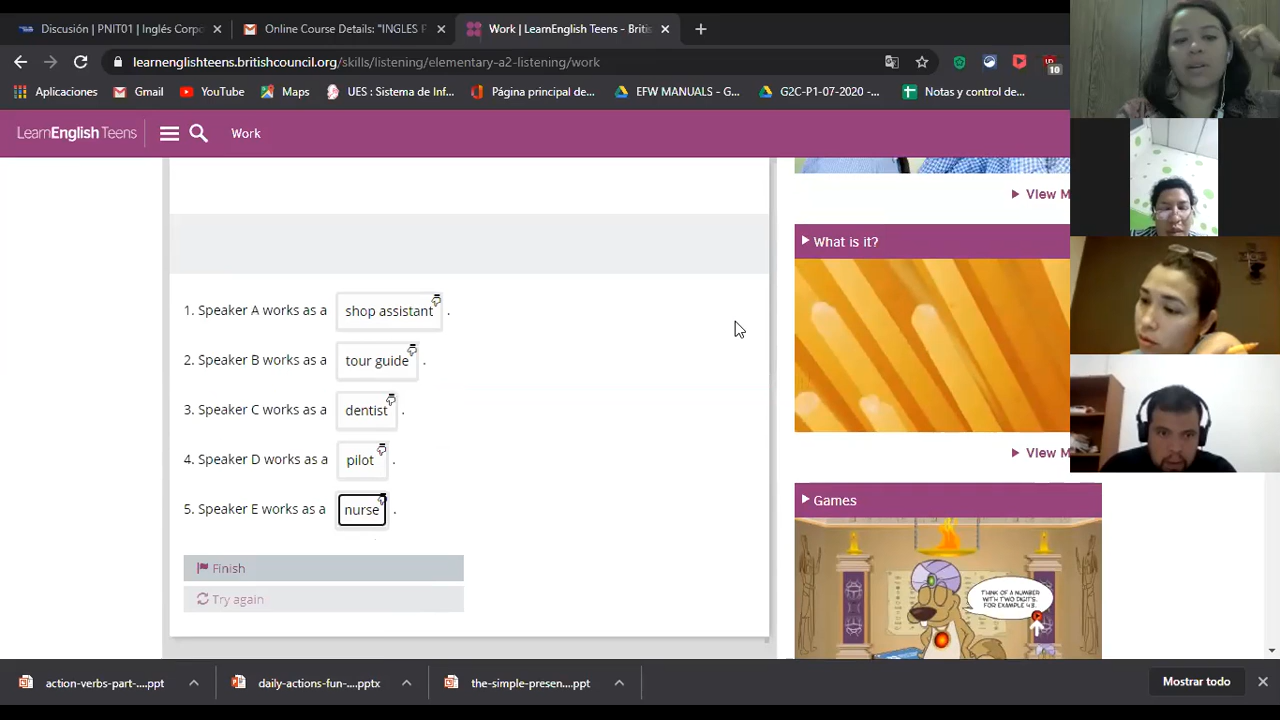 Discusión | PNIT01 | Inglés Corpo
Online Course Details: "INGLES F
Work | LearnEnglish Teens - Britis
learnenglishteens.britishcouncil.org/skills/listening/elementary-a2-listening/work
10
Aplicaciones
Gmail
YouTube
Maps
UES : Sistema de Inf...
Página principal de...
EFW MANUALS - G...
G2C-P1-07-2020 -...
Notas y control de...
LearnEnglish Teens
Work
View M
What is it?
1. Speaker A works as a shop assistant .
2. Speaker B works as a tour guide .
3. Speaker C works as a dentist .
4. Speaker D works as a pilot .
5. Speaker E works as a nurse .
Finish
Try again
View M
Games
THINK OF A NUMBER
WITH TWO DIGITS,
FOR EXAMPLE 43.
action-verbs-part-....ppt
daily-actions-fun-....pptx
the-simple-presen....ppt
Mostrar todo